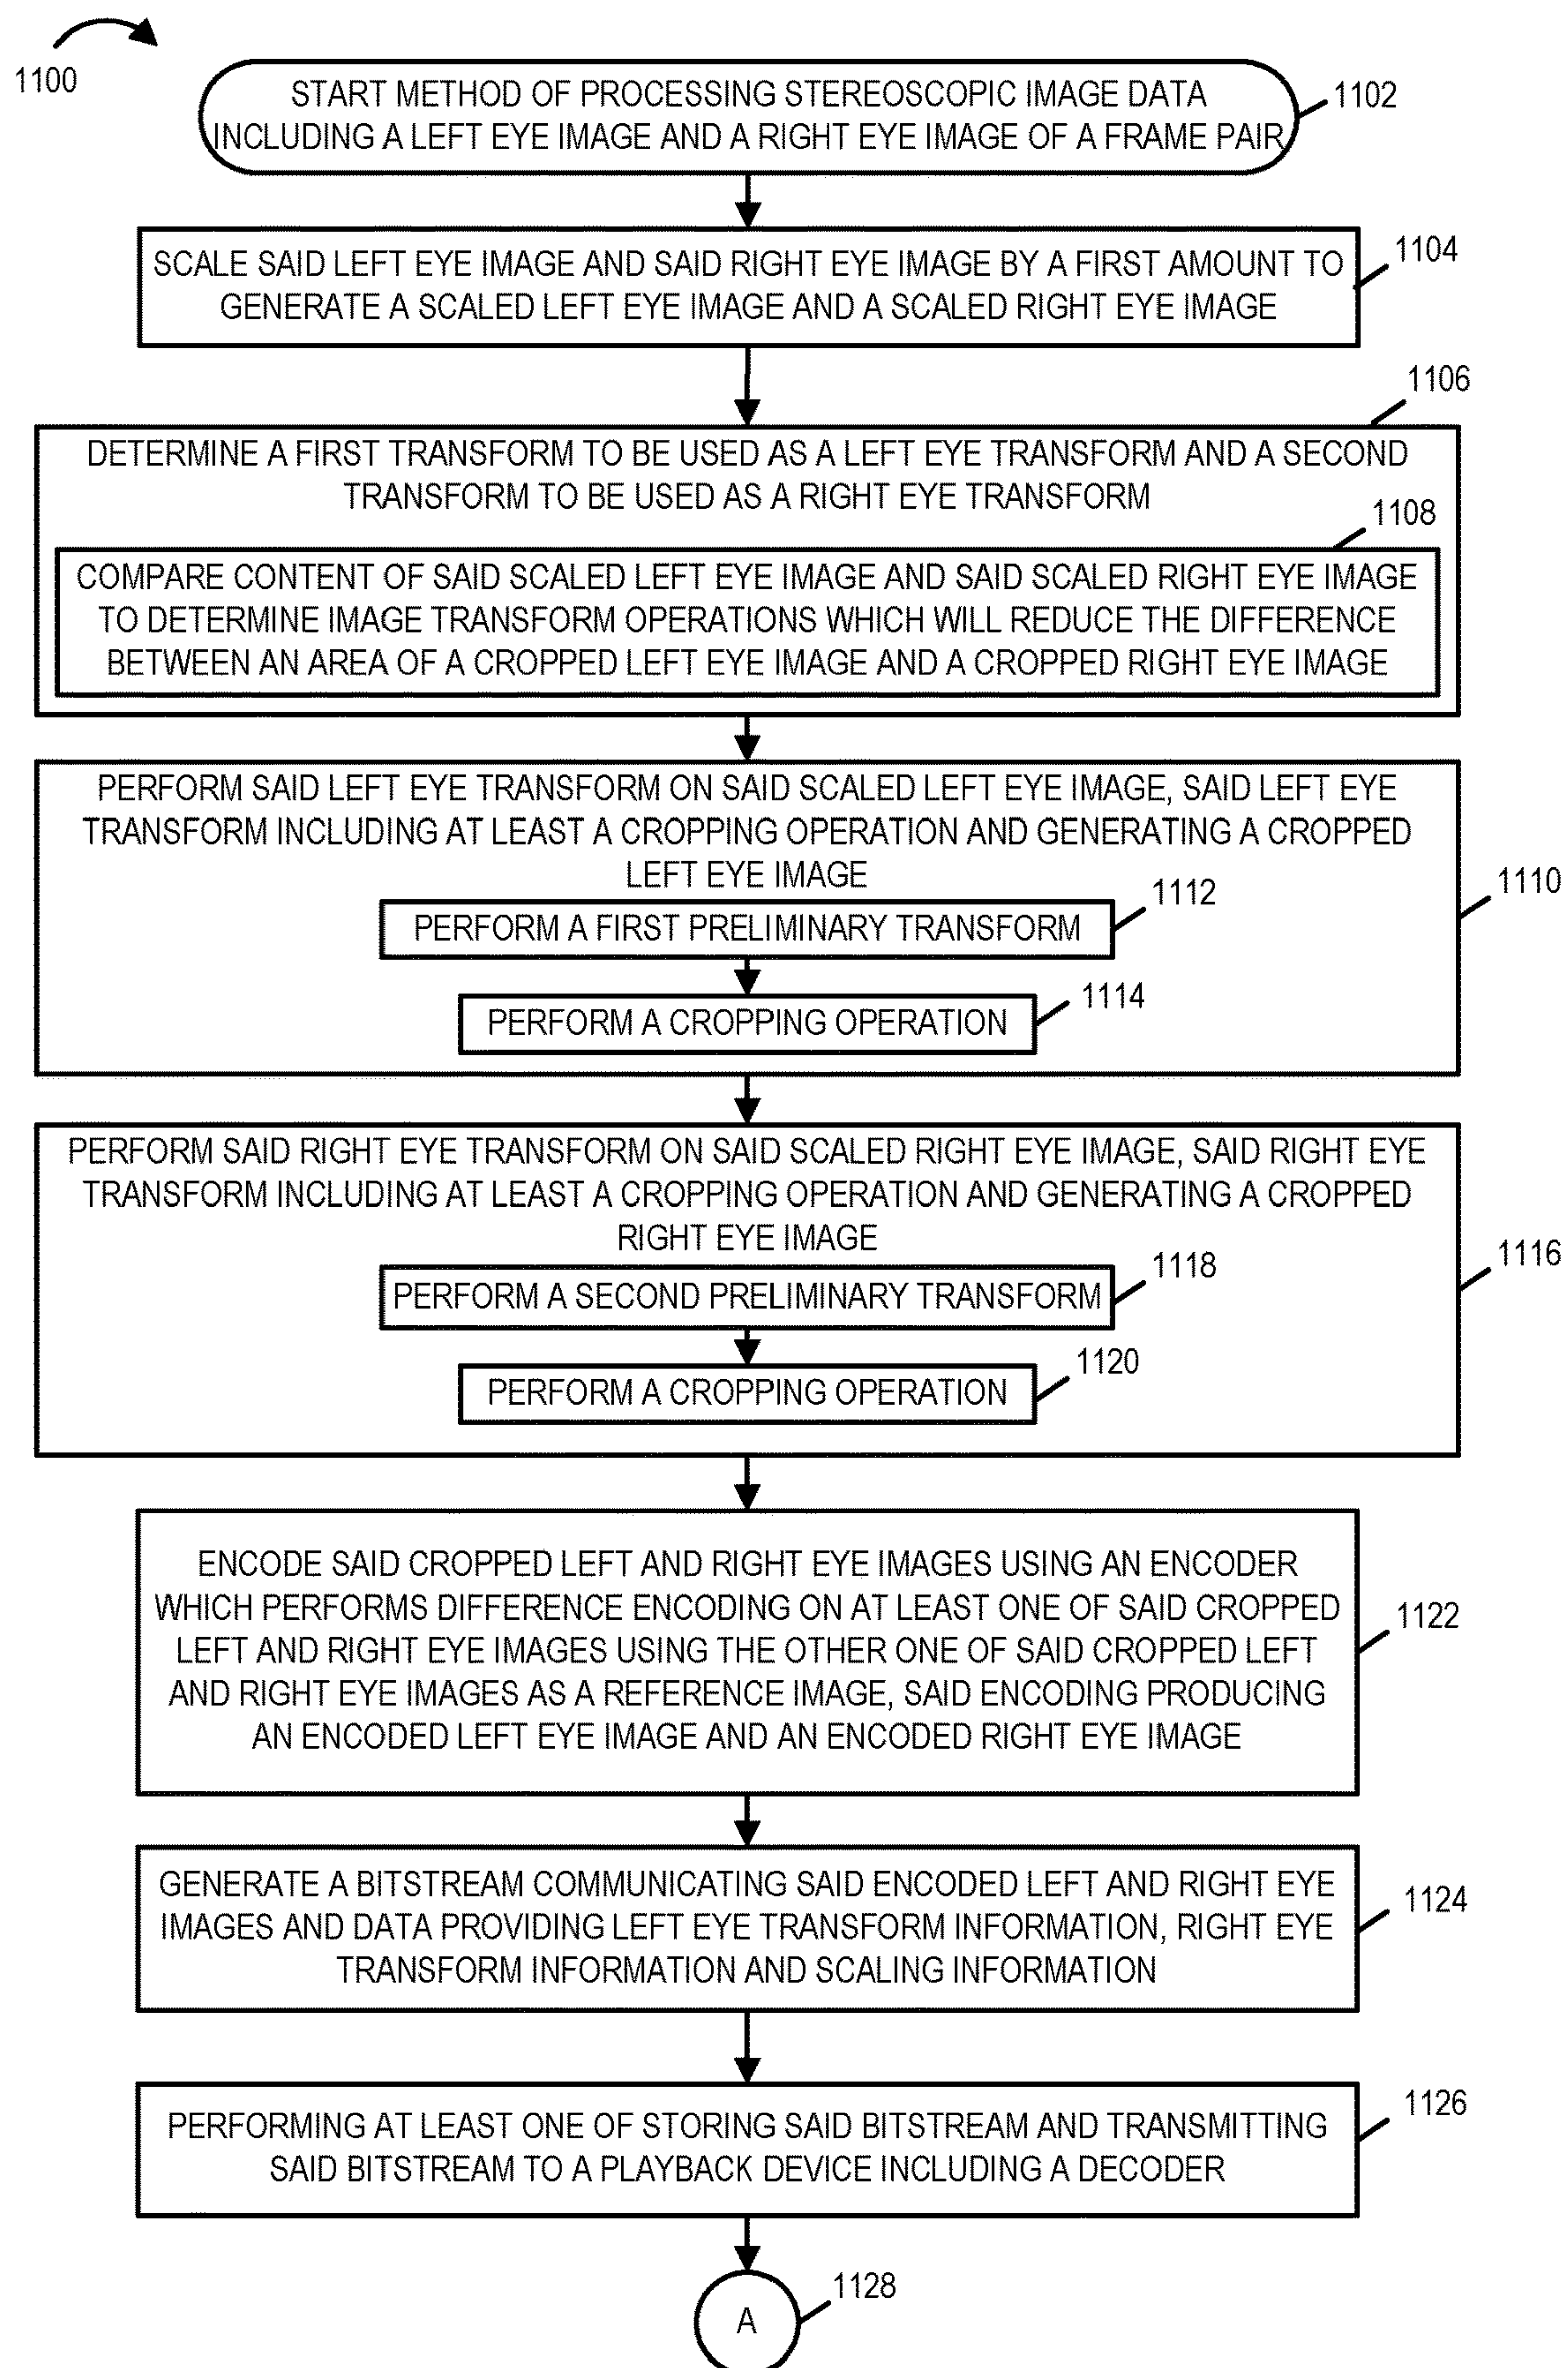 1100
START METHOD OF PROCESSING STEREOSCOPIC IMAGE DATA
INCLUDING A LEFT EYE IMAGE AND A RIGHT EYE IMAGE OF A FRAME PAIR
1102
SCALE SAID LEFT EYE IMAGE AND SAID RIGHT EYE IMAGE BY A FIRST AMOUNT TO
GENERATE A SCALED LEFT EYE IMAGE AND A SCALED RIGHT EYE IMAGE
1104
1106
DETERMINE A FIRST TRANSFORM TO BE USED AS A LEFT EYE TRANSFORM AND A SECOND
TRANSFORM TO BE USED AS A RIGHT EYE TRANSFORM
1108
COMPARE CONTENT OF SAID SCALED LEFT EYE IMAGE AND SAID SCALED RIGHT EYE IMAGE
TO DETERMINE IMAGE TRANSFORM OPERATIONS WHICH WILL REDUCE THE DIFFERENCE
BETWEEN AN AREA OF A CROPPED LEFT EYE IMAGE AND A CROPPED RIGHT EYE IMAGE
PERFORM SAID LEFT EYE TRANSFORM ON SAID SCALED LEFT EYE IMAGE, SAID LEFT EYE
TRANSFORM INCLUDING AT LEAST A CROPPING OPERATION AND GENERATING A CROPPED
LEFT EYE IMAGE
1110
1112
PERFORM A FIRST PRELIMINARY TRANSFORM
1114
PERFORM A CROPPING OPERATION
PERFORM SAID RIGHT EYE TRANSFORM ON SAID SCALED RIGHT EYE IMAGE, SAID RIGHT EYE
TRANSFORM INCLUDING AT LEAST A CROPPING OPERATION AND GENERATING A CROPPED
RIGHT EYE IMAGE
1116
1118
PERFORM A SECOND PRELIMINARY TRANSFORM
1120
PERFORM A CROPPING OPERATION
ENCODE SAID CROPPED LEFT AND RIGHT EYE IMAGES USING AN ENCODER
WHICH PERFORMS DIFFERENCE ENCODING ON AT LEAST ONE OF SAID CROPPED
LEFT AND RIGHT EYE IMAGES USING THE OTHER ONE OF SAID CROPPED LEFT
AND RIGHT EYE IMAGES AS A REFERENCE IMAGE, SAID ENCODING PRODUCING
AN ENCODED LEFT EYE IMAGE AND AN ENCODED RIGHT EYE IMAGE
1122
GENERATE A BITSTREAM COMMUNICATING SAID ENCODED LEFT AND RIGHT EYE
IMAGES AND DATA PROVIDING LEFT EYE TRANSFORM INFORMATION, RIGHT EYE
TRANSFORM INFORMATION AND SCALING INFORMATION
1124
PERFORMING AT LEAST ONE OF STORING SAID BITSTREAM AND TRANSMITTING
SAID BITSTREAM TO A PLAYBACK DEVICE INCLUDING A DECODER
1126
A
1128